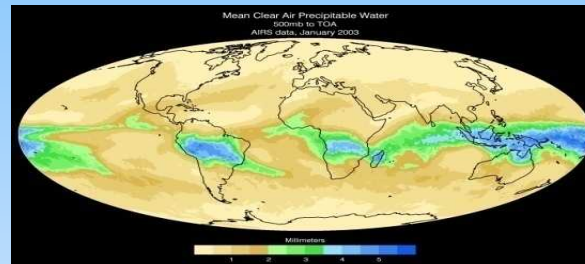 Mean Clear Air Precipitable Water
500mb to TOA
AIRS data, January 2003
Millimeters
1 2 3 4 5